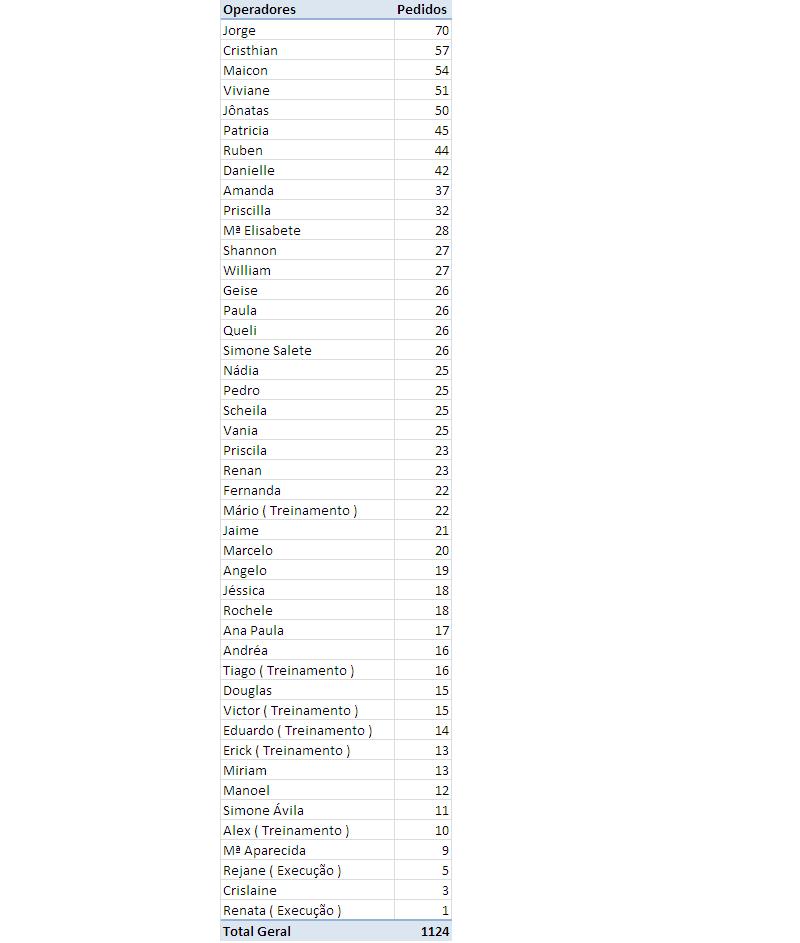 Operadores Pedidos
Jorge 70
Cristhian 57
Maicon 54
Viviane 51
Jônatas 50
Patricia 45
Ruben 44
Danielle 42
Amanda 37
Priscilla 32
Mª Elisabete 28
Shannon 27
William 27
Geise 26
Paula 26
Queli 26
Simone Salete 26
Nádia 25
Pedro 25
Scheila 25
Vania 25
Priscila 23
Renan 23
Fernanda 22
Mário ( Treinamento ) 22
Jaime 21
Marcelo 20
Angelo 19
Jéssica 18
Rochele 18
Ana Paula 17
Andréa 16
Tiago ( Treinamento ) 16
Douglas 15
Victor ( Treinamento ) 15
Eduardo ( Treinamento ) 14
Erick ( Treinamento ) 13
Miriam 13
Manoel 12
Simone Ávila 11
Alex ( Treinamento ) 10
Mª Aparecida 9
Rejane ( Execução ) 5
Crislaine 3
Renata ( Execução ) 1
Total Geral 1124